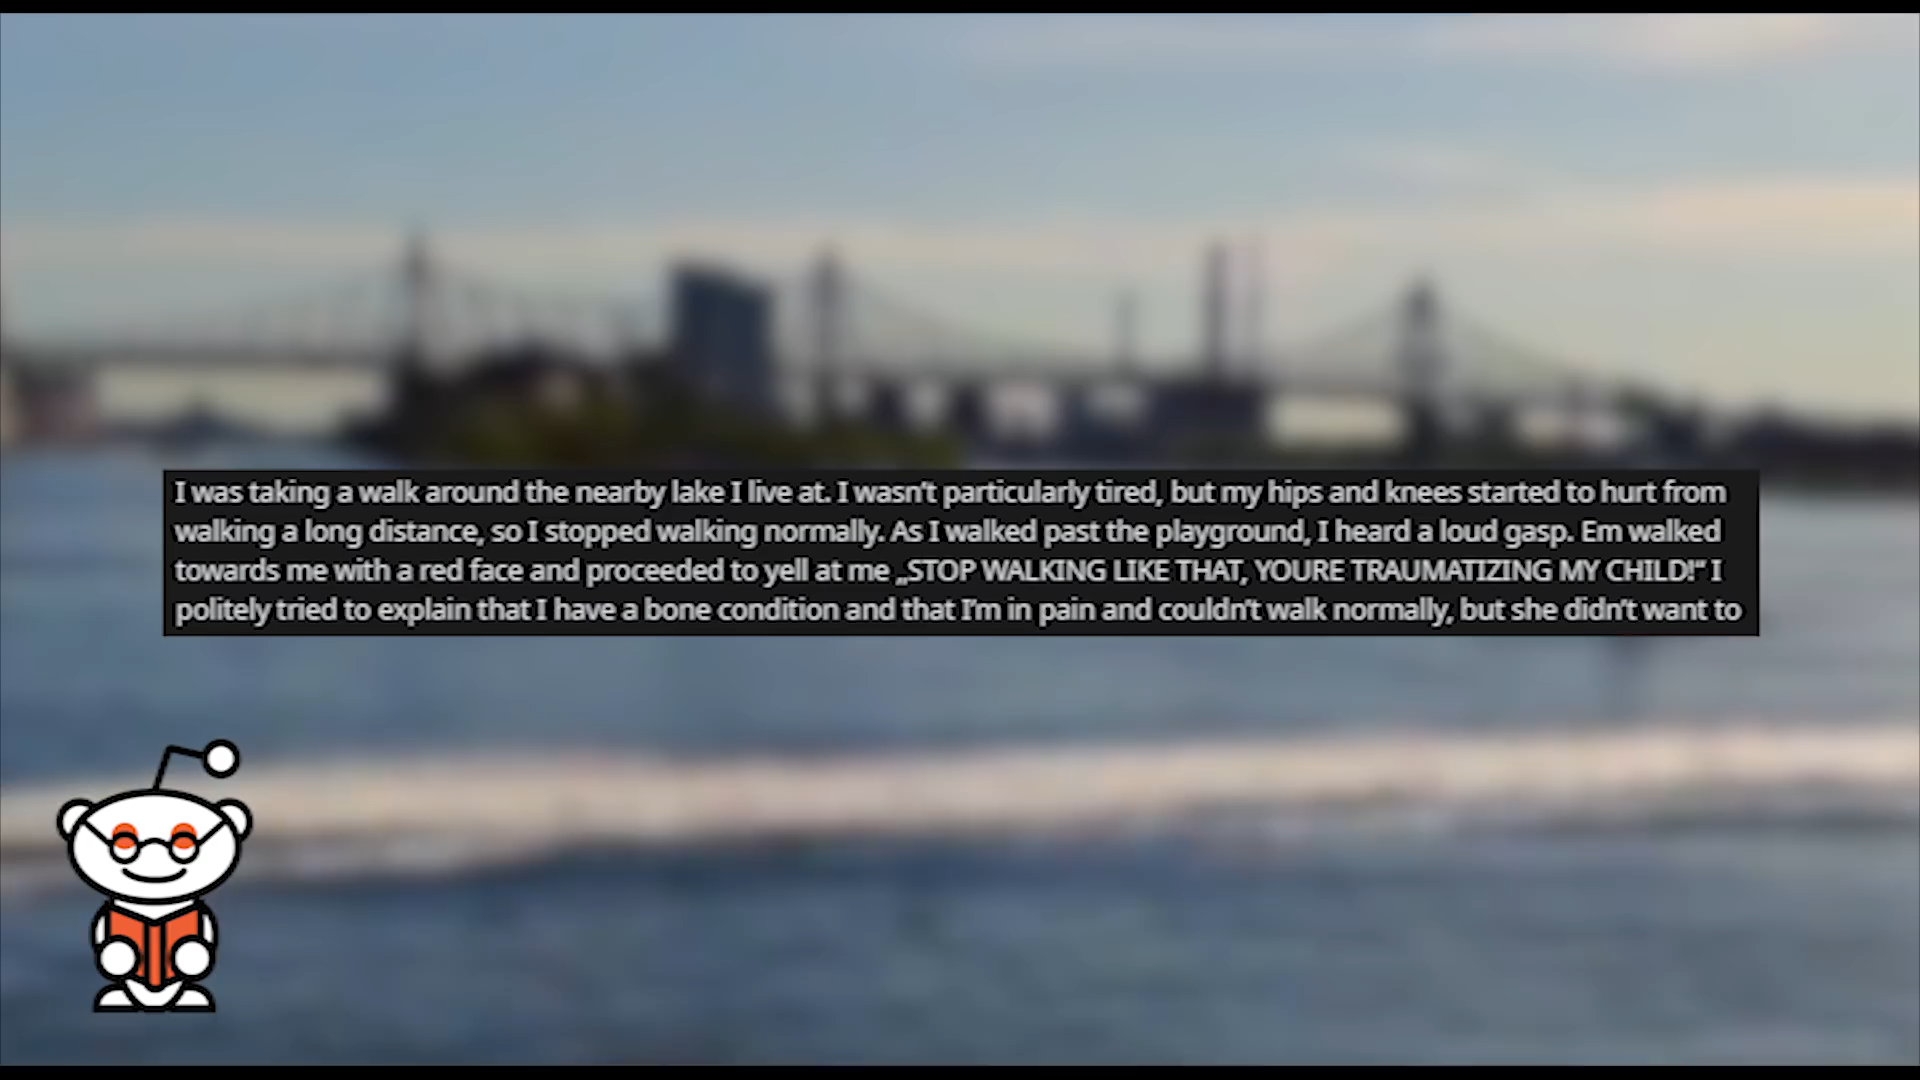 I was taking a walk around the nearby lake I live at. I wasn't particularly tired, but my hips and knees started to hurt from
walking a long distance, so I stopped walking normally. As I walked past the playground, I heard a loud gasp. Em walked
towards me with a red face and proceeded to yell at me „STOP WALKING LIKE THAT, YOURE TRAUMATIZING MY CHILD!“ I
politely tried to explain that I have a bone condition and that I'm in pain and couldn't walk normally, but she didn't want to